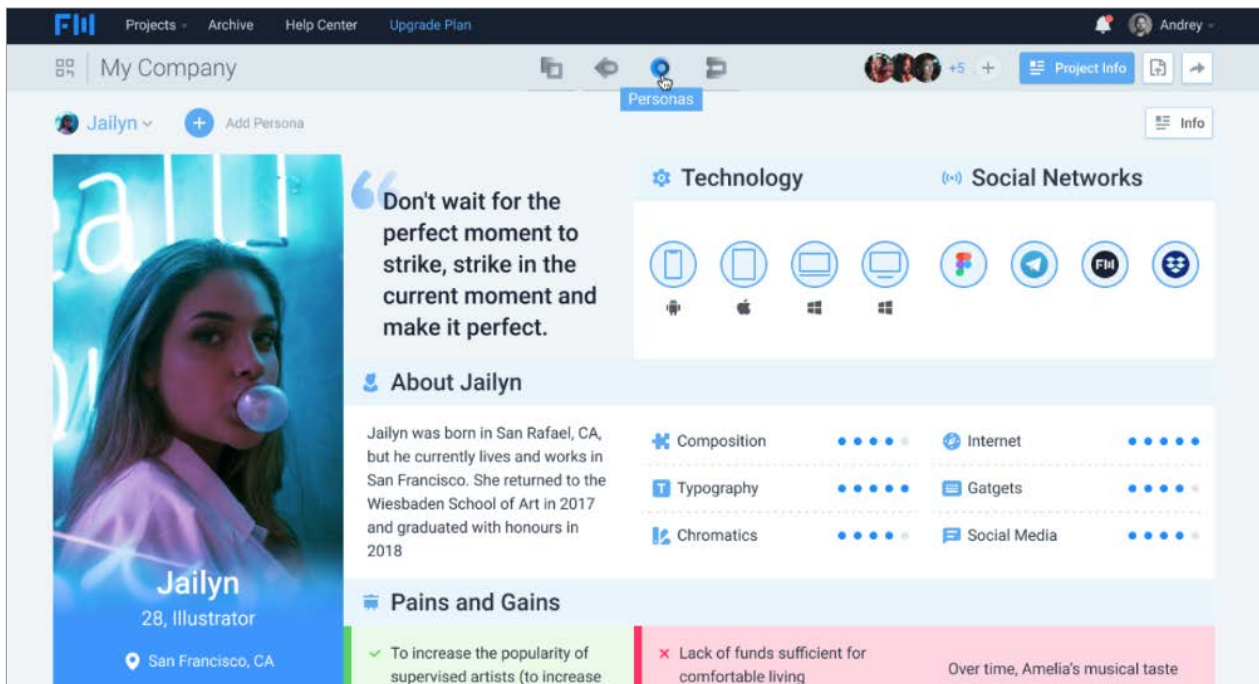 FMI
Projects Archive Help Center Upgrade Plan Andrey
My Company +5 + Project Info
Personas
Jailyn Add Persona Info
“ Don't wait for the
perfect moment to
strike, strike in the
current moment and
make it perfect.
Technology
Social Networks
FMI
About Jailyn
Jailyn was born in San Rafael, CA,
but he currently lives and works in
San Francisco. She returned to the
Wiesbaden School of Art in 2017
and graduated with honours in
2018
Composition
Typography
Chromatics
Internet
Gatgets
Social Media
Jailyn
28, Illustrator
San Francisco, CA
Pains and Gains
To increase the popularity of
supervised artists (to increase
Lack of funds sufficient for
comfortable living
Over time, Amelia's musical taste